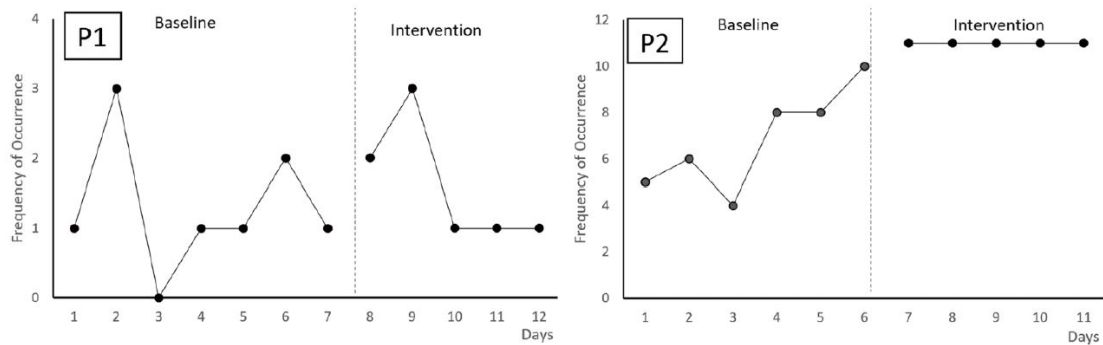 P1
Baseline
Intervention
Frequency of Occurrence
4
3
2
1
0
1 2 3 4 5 6 7 8 9 10 11 12
Days
P2
Baseline
Intervention
Frequency of Occurrence
12
10
8
6
4
2
0
1 2 3 4 5 6 7 8 9 10 11
Days